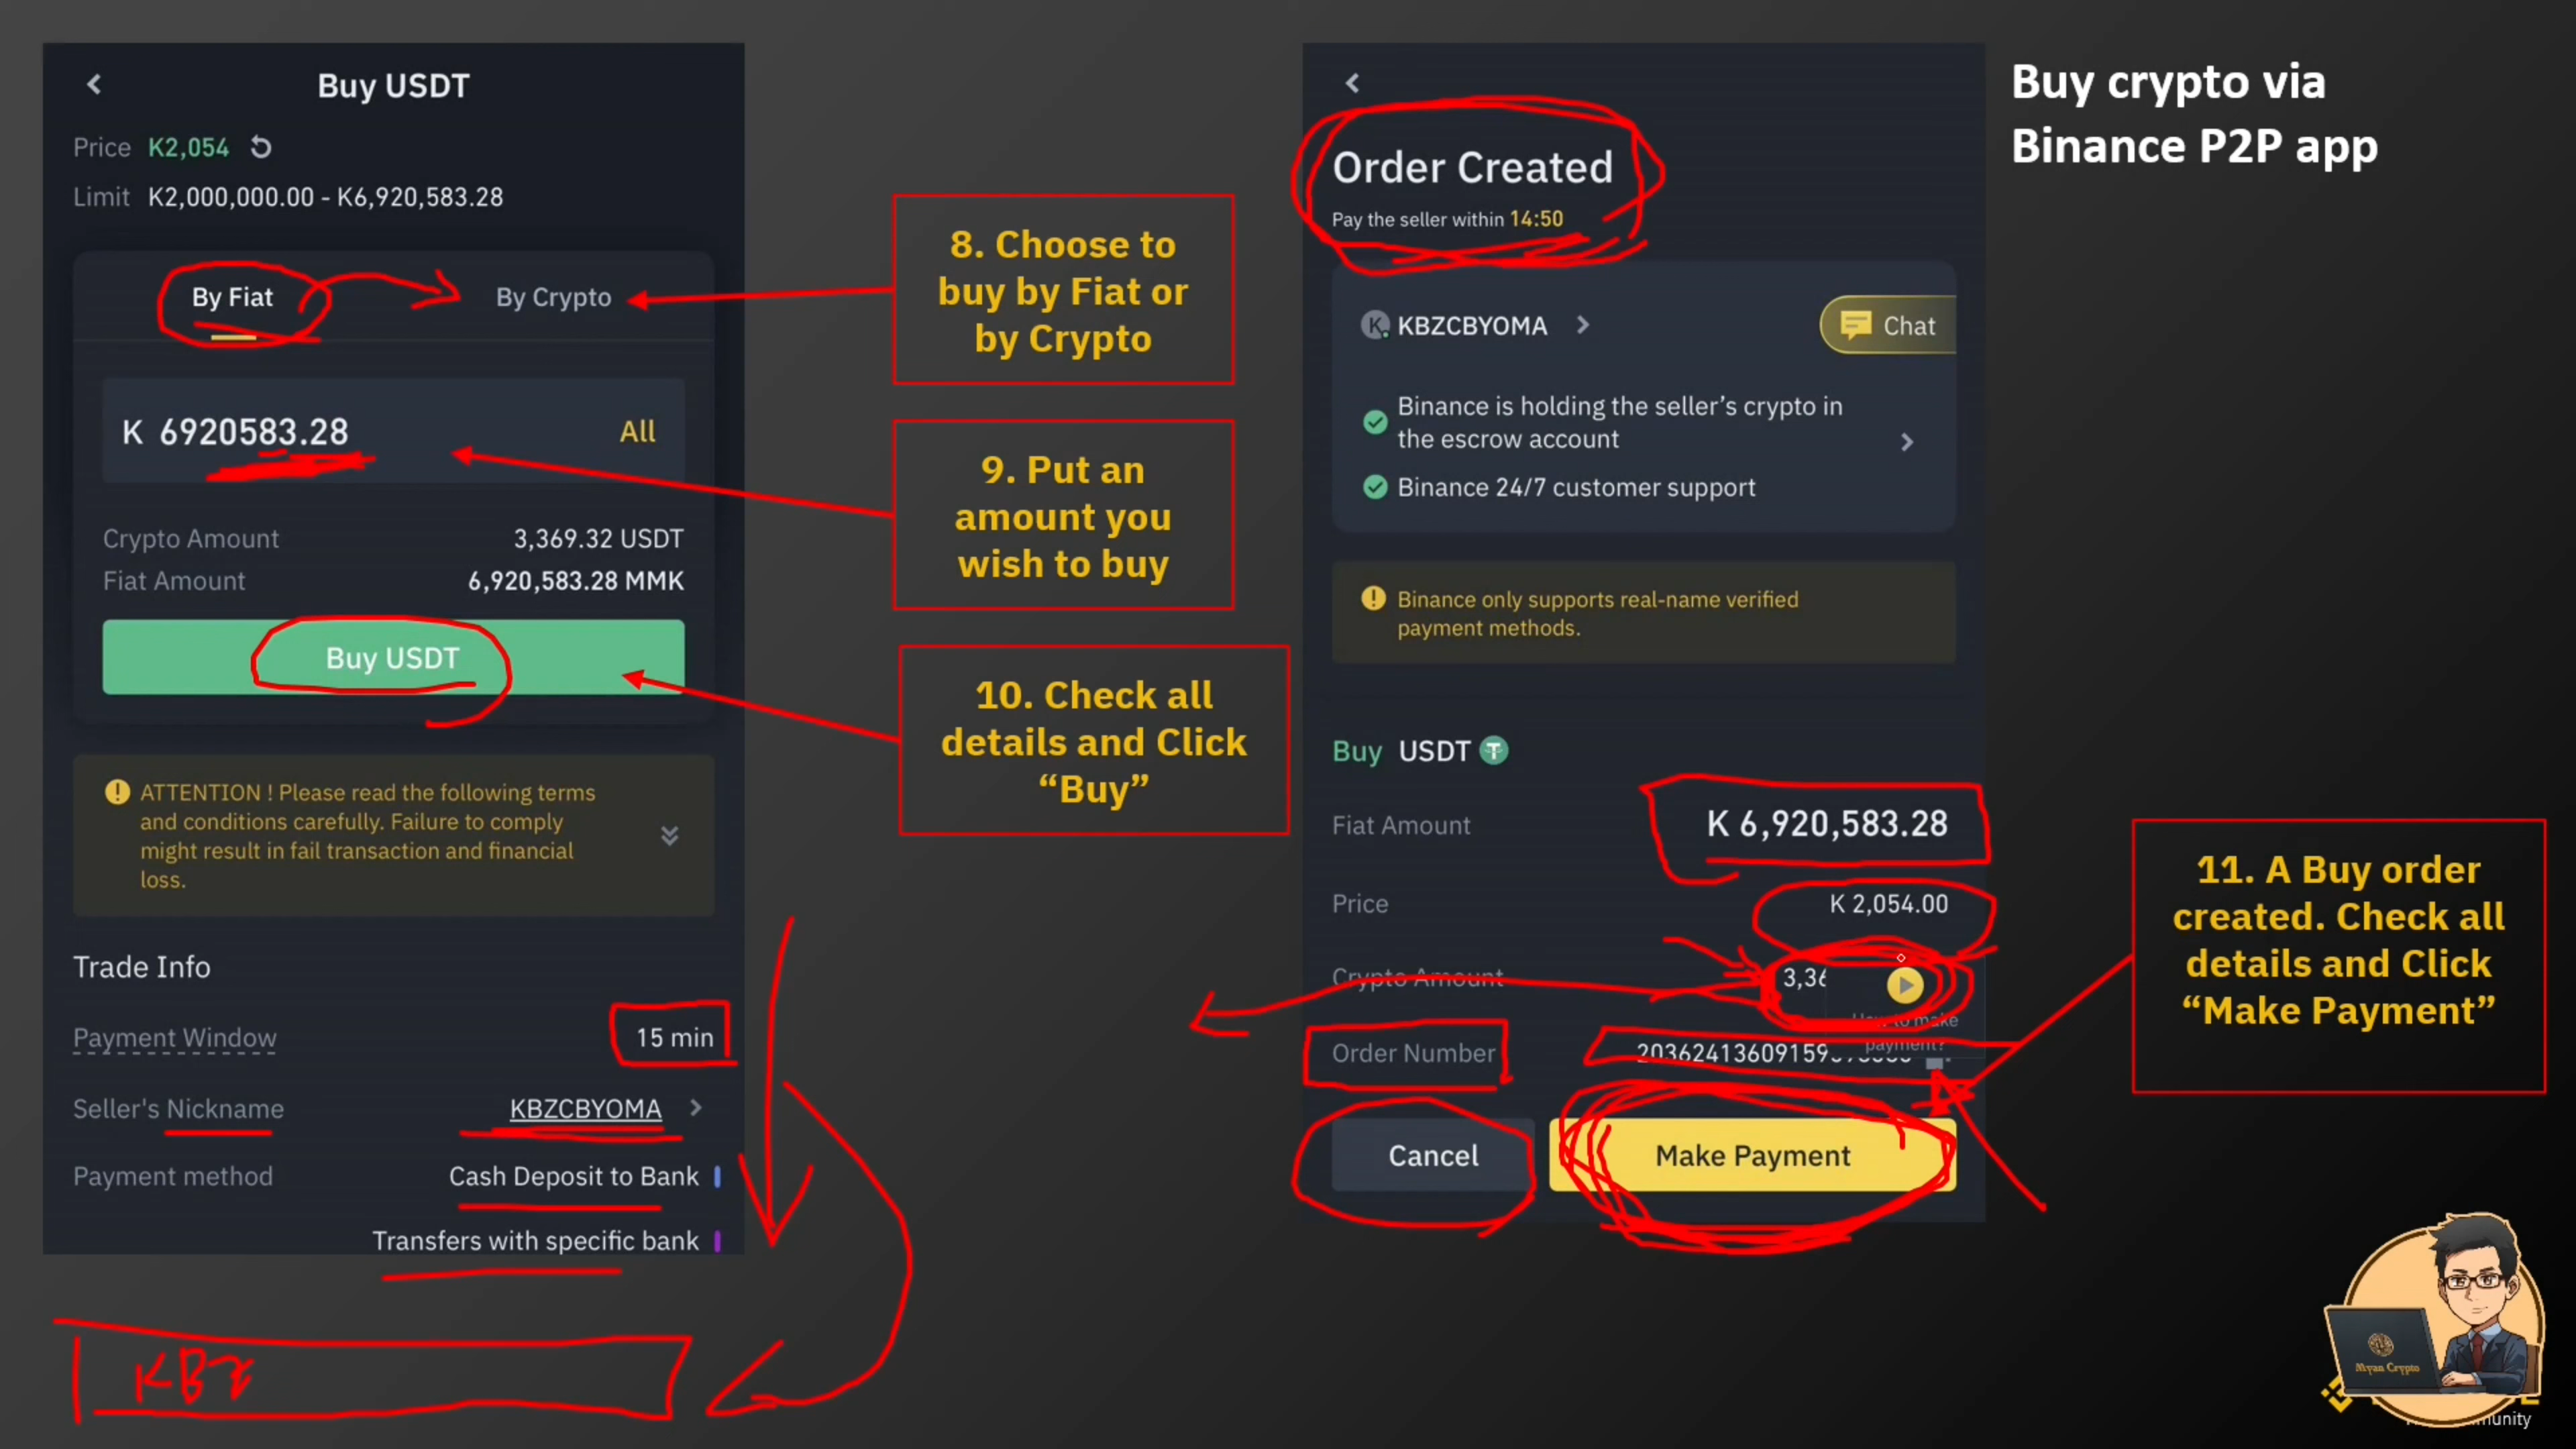 Buy USDT
Price K2,054
Limit K2,000,000.00 - K6,920,583.28
By Fiat By Crypto
K 6920583.28 All
Crypto Amount 3,369.32 USDT
Fiat Amount 6,920,583.28 MMK
Buy USDT
ATTENTION ! Please read the following terms
and conditions carefully. Failure to comply
might result in fail transaction and financial
loss.
Trade Info
Payment Window 15 min
Seller's Nickname KBZCBYOMA
Payment method Cash Deposit to Bank
Transfers with specific bank
KBZ
8. Choose to
buy by Fiat or
by Crypto
9. Put an
amount you
wish to buy
10. Check all
details and Click
“Buy”
Order Created
Pay the seller within 14:50
K KBZCBYOMA
Chat
Binance is holding the seller’s crypto in
the escrow account
Binance 24/7 customer support
Binance only supports real-name verified
payment methods.
Buy USDT
Fiat Amount K 6,920,583.28
Price K 2,054.00
Crypto Amount 3,36
How to make
payment?
Order Number
Cancel Make Payment
Buy crypto via
Binance P2P app
11. A Buy order
created. Check all
details and Click
“Make Payment”
Myan Crypto